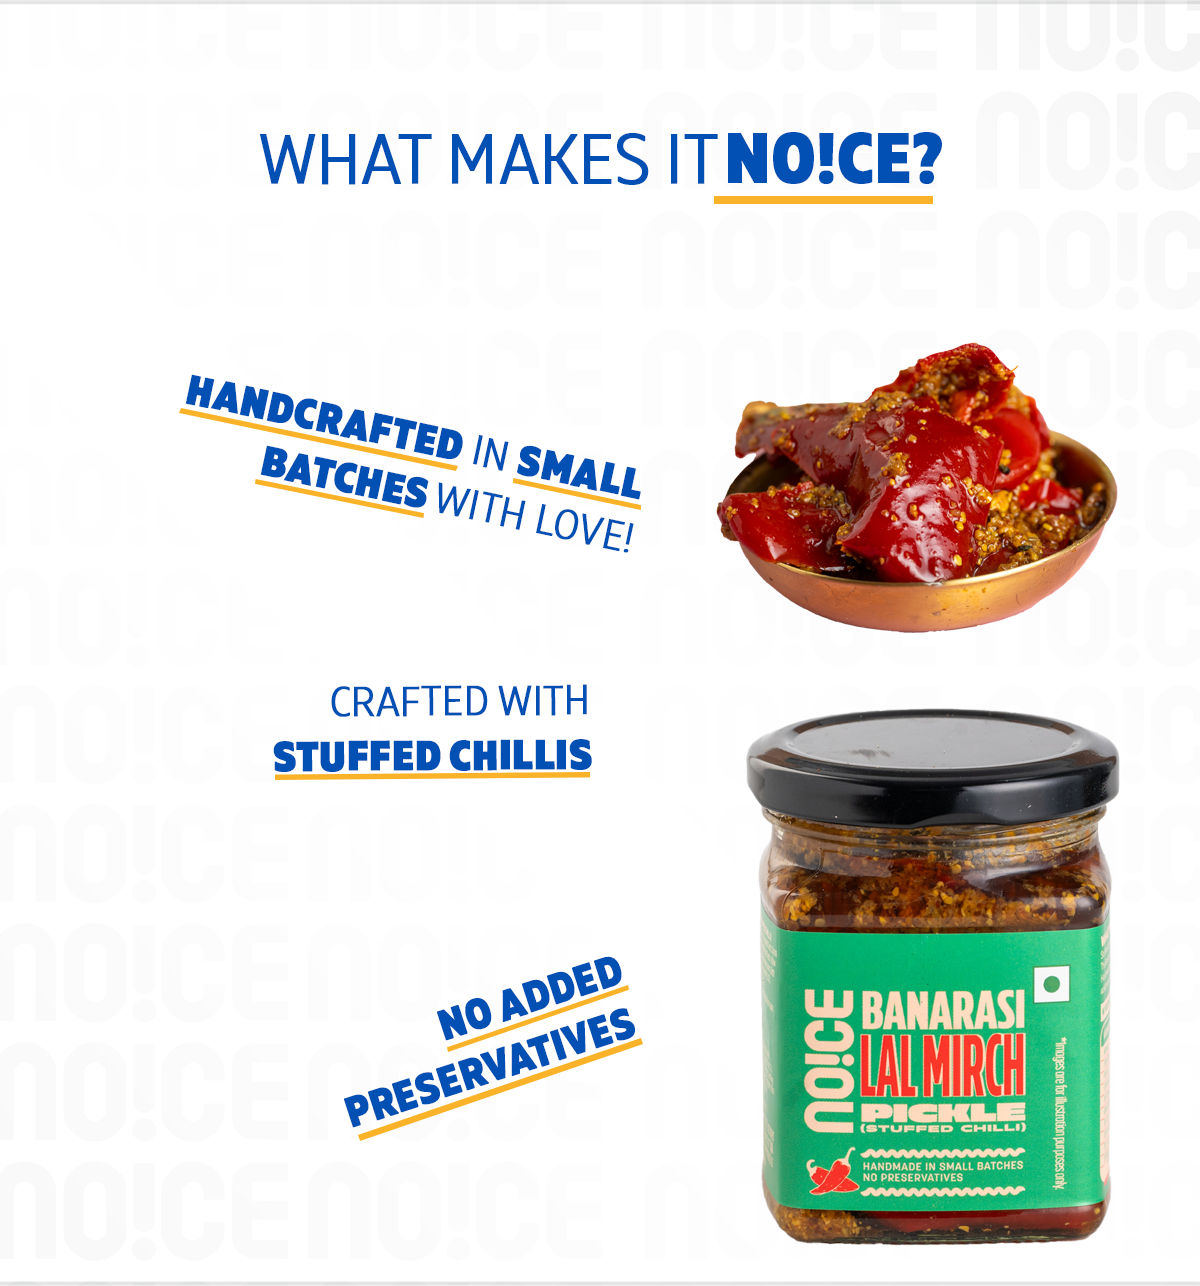 WHAT MAKES IT NO!CE?
HANDCRAFTED IN SMALL
BATCHES WITH LOVE!
CRAFTED WITH
STUFFED CHILLIS
NO ADDED
PRESERVATIVES
NO!CE
BANARASI
LAL MIRCH
PICKLE
(STUFFED CHILLI)
HANDMADE IN SMALL BATCHES
NO PRESERVATIVES
*Images are for illustration purposes only.